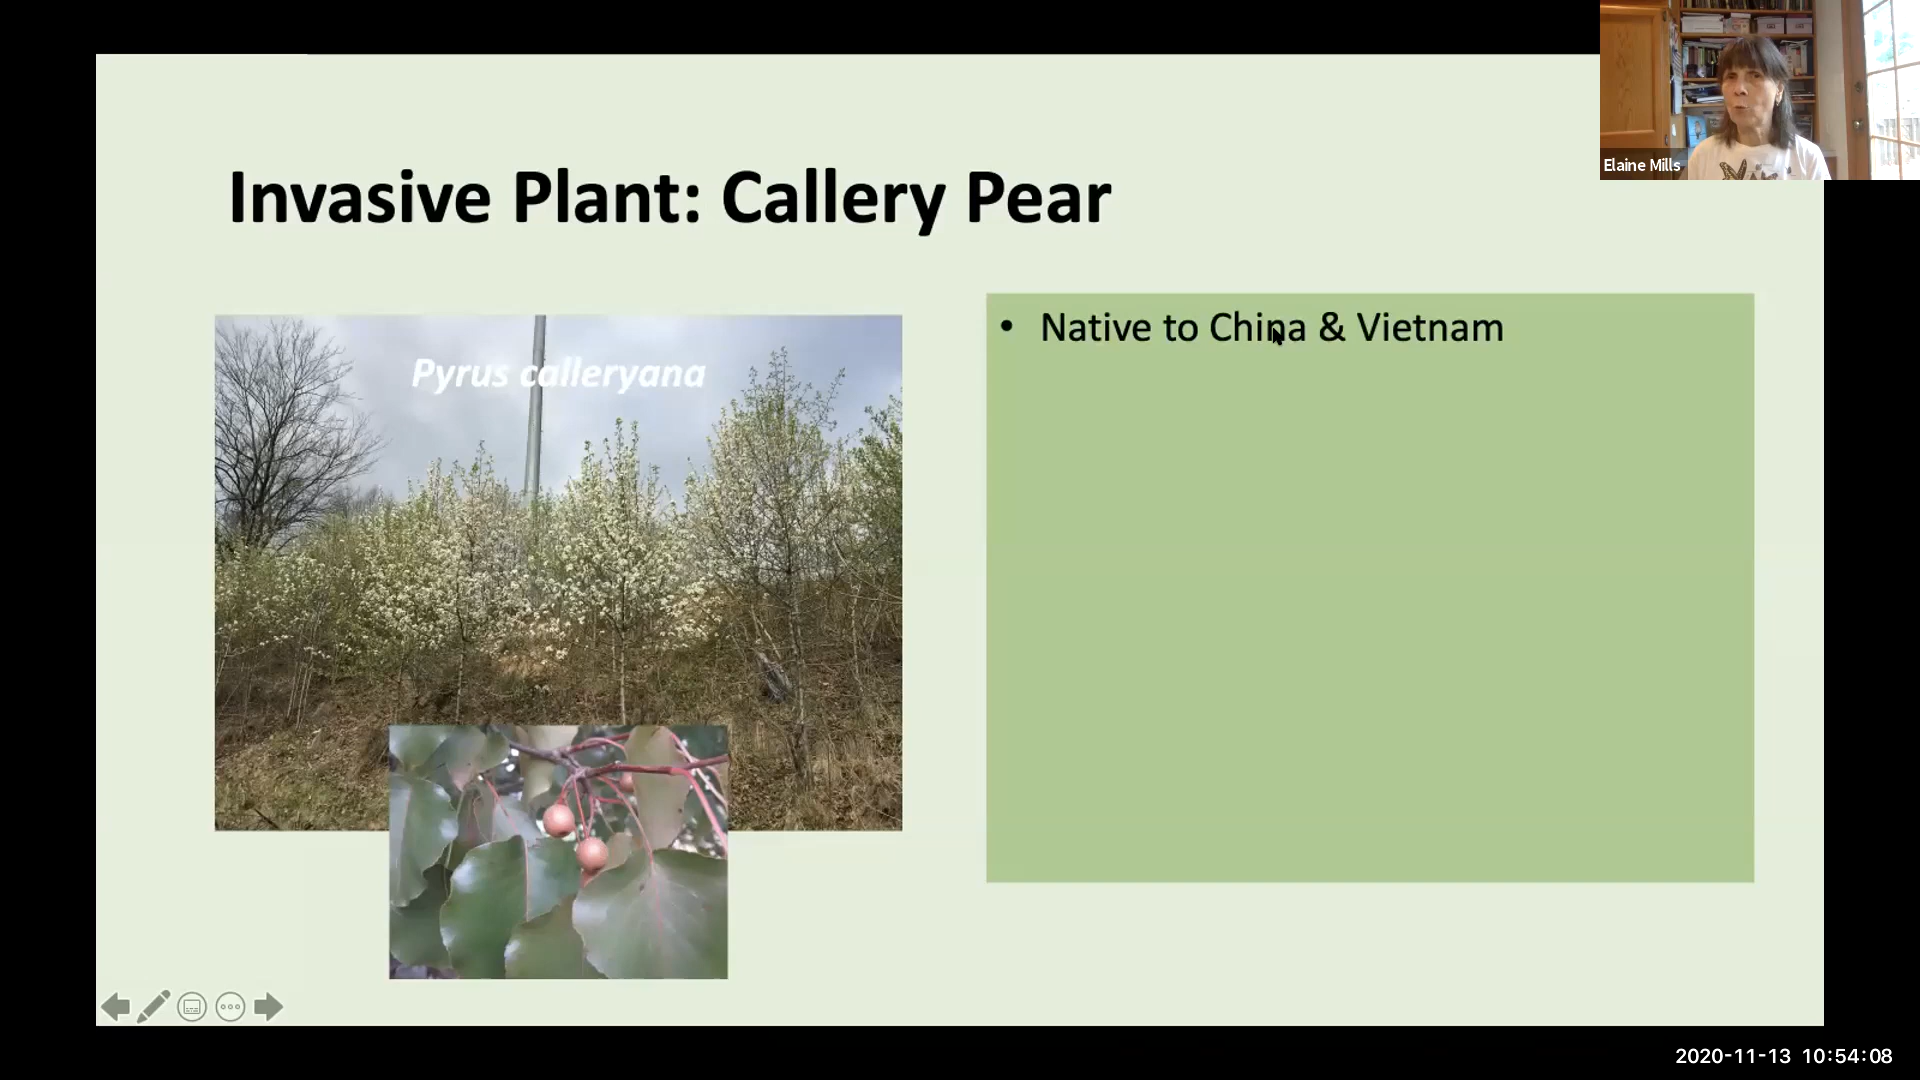 Elaine Mills
Invasive Plant: Callery Pear
Pyrus calleryana
• Native to China & Vietnam
2020-11-13 10:54:08